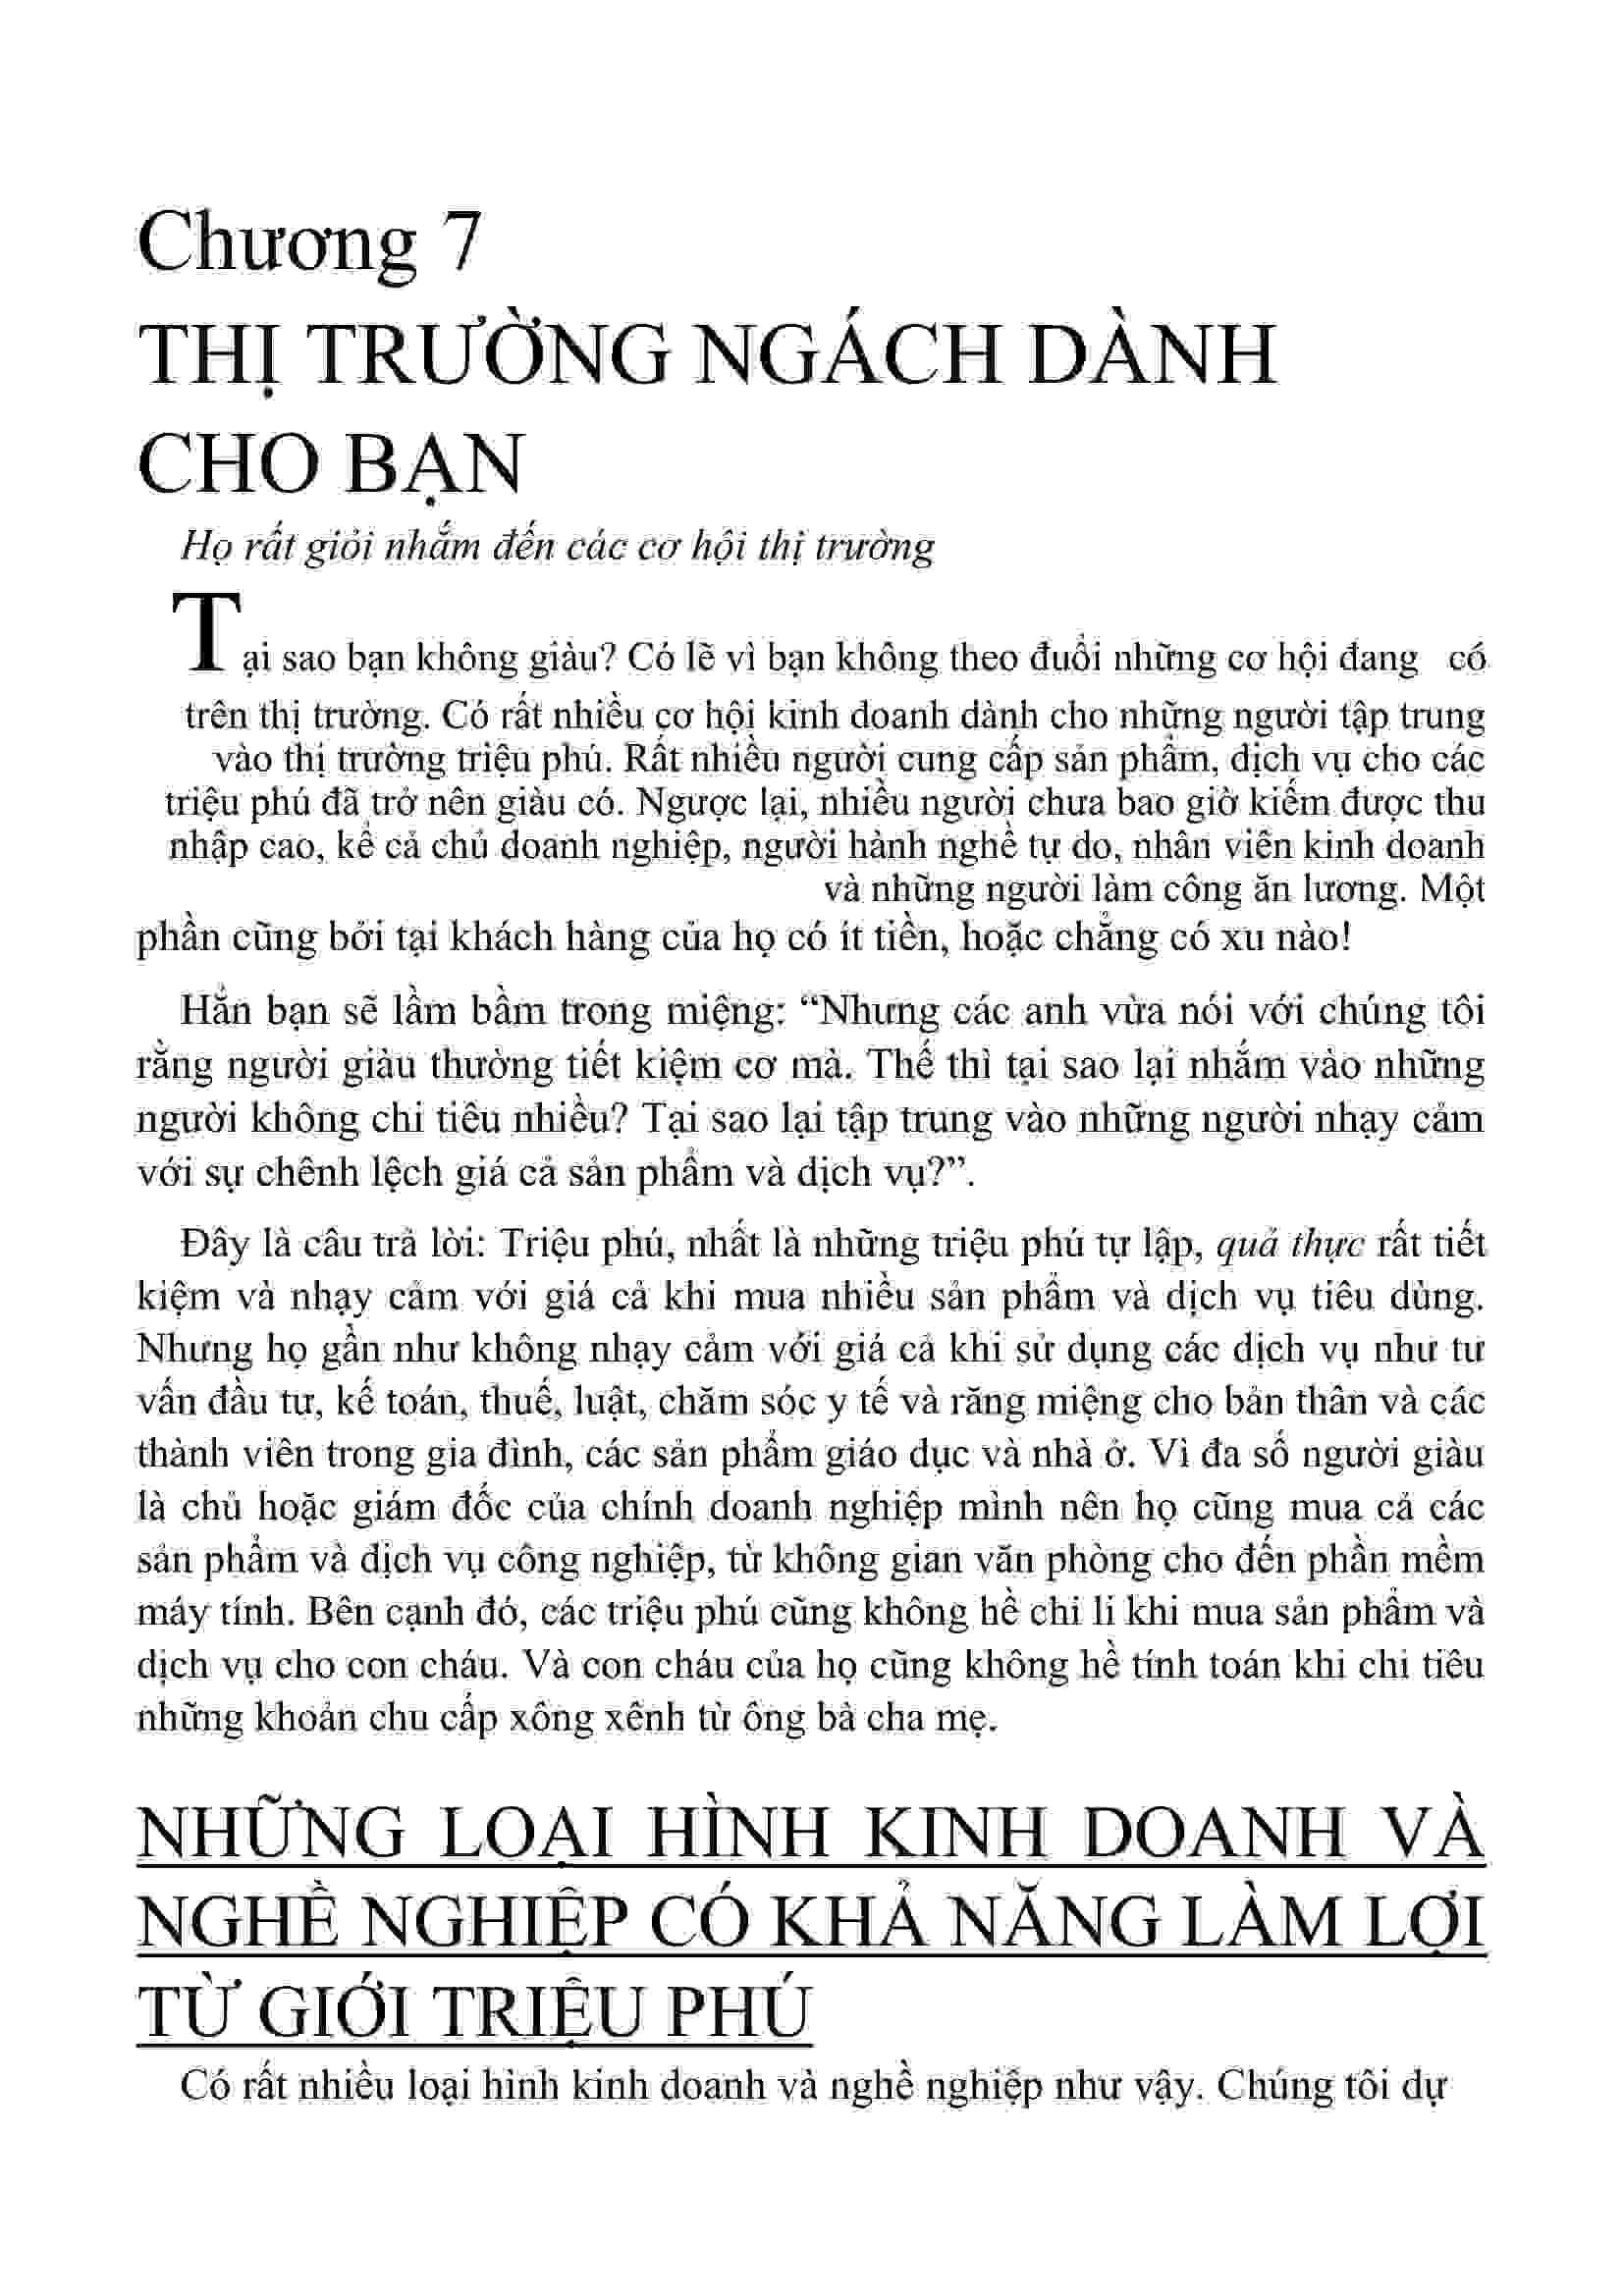 Chương 7
THỊ TRƯỜNG NGÁCH DÀNH
CHO BẠN
Họ rất giỏi nhắm đến các cơ hội thị trường
Tại sao bạn không giàu? Có lẽ vì bạn không theo đuổi những cơ hội đang có
trên thị trường. Có rất nhiều cơ hội kinh doanh dành cho những người tập trung
vào thị trường triệu phú. Rất nhiều người cung cấp sản phẩm, dịch vụ cho các
triệu phú đã trở nên giàu có. Ngược lại, nhiều người chưa bao giờ kiếm được thu
nhập cao, kể cả chủ doanh nghiệp, người hành nghề tự do, nhân viên kinh doanh
và những người làm công ăn lương. Một
phần cũng bởi tại khách hàng của họ có ít tiền, hoặc chẳng có xu nào!
Hẳn bạn sẽ lầm bầm trong miệng: “Nhưng các anh vừa nói với chúng tôi
rằng người giàu thường tiết kiệm cơ mà. Thế thì tại sao lại nhắm vào những
người không chi tiêu nhiều? Tại sao lại tập trung vào những người nhạy cảm
với sự chênh lệch giá cả sản phẩm và dịch vụ?”.
Đây là câu trả lời: Triệu phú, nhất là những triệu phú tự lập, quả thực rất tiết
kiệm và nhạy cảm với giá cả khi mua nhiều sản phẩm và dịch vụ tiêu dùng.
Nhưng họ gần như không nhạy cảm với giá cả khi sử dụng các dịch vụ như tư
vấn đầu tư, kế toán, thuế, luật, chăm sóc y tế và răng miệng cho bản thân và các
thành viên trong gia đình, các sản phẩm giáo dục và nhà ở. Vì đa số người giàu
là chủ hoặc giám đốc của chính doanh nghiệp mình nên họ cũng mua cả các
sản phẩm và dịch vụ công nghiệp, từ không gian văn phòng cho đến phần mềm
máy tính. Bên cạnh đó, các triệu phú cũng không hề chi li khi mua sản phẩm và
dịch vụ cho con cháu. Và con cháu của họ cũng không hề tính toán khi chi tiêu
những khoản chu cấp xông xênh từ ông bà cha mẹ.
NHỮNG LOẠI HÌNH KINH DOANH VÀ
NGHỀ NGHIỆP CÓ KHẢ NĂNG LÀM LỢI
TỪ GIỚI TRIỆU PHÚ
Có rất nhiều loại hình kinh doanh và nghề nghiệp như vậy. Chúng tôi dự